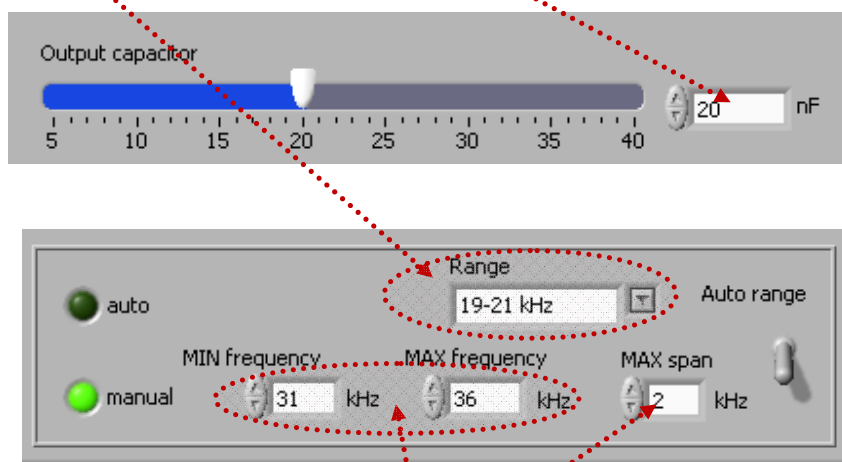 Output capacitor
20 nF
5 10 15 20 25 30 35 40
Range
19-21 kHz
Auto range
auto
MIN frequency MAX frequency MAX span
manual 31 kHz 36 kHz 2 kHz